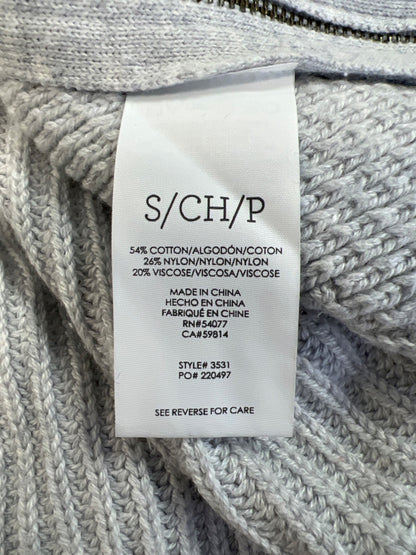 S/CH/P
54% COTTON/ALGODÓN/COTON
26% NYLON/NYLON/NYLON
20% VISCOSE/VISCOSA/VISCOSE
MADE IN CHINA
HECHO EN CHINA
FABRIQUÉ EN CHINE
RN#54077
CA#59814
STYLE# 3531
PO# 220497
SEE REVERSE FOR CARE